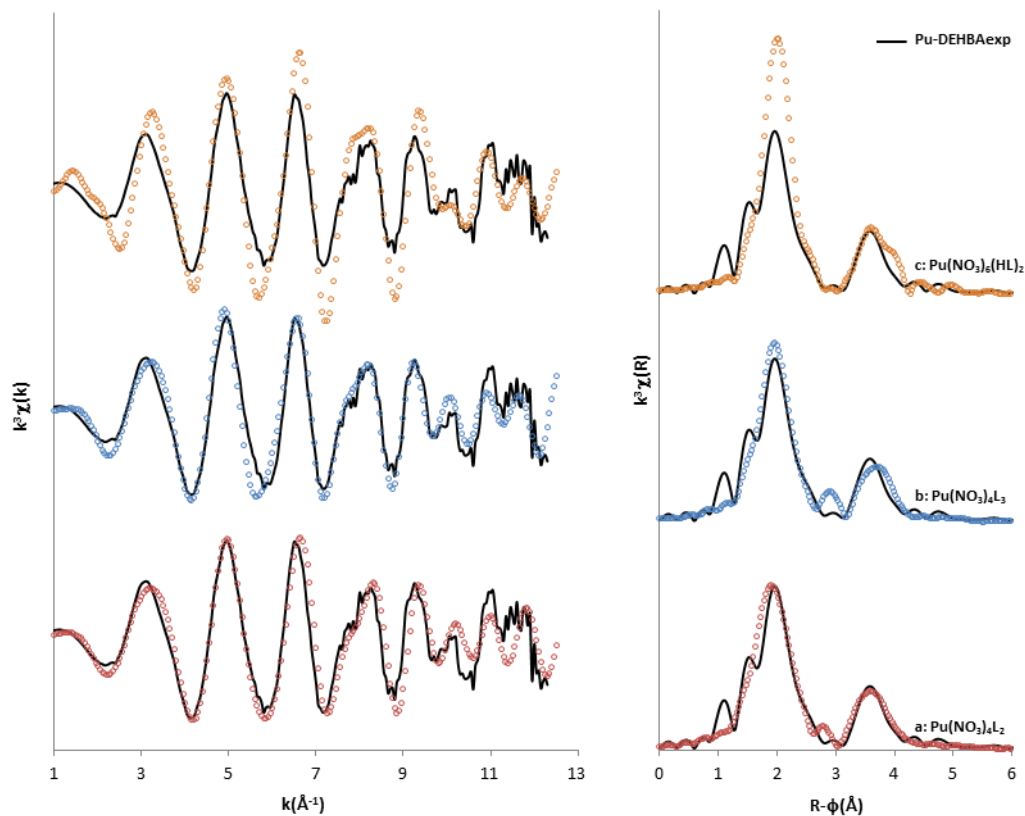 Pu-DEHBAexp
k³χ(k)
k³χ(R)
c: Pu(NO₃)₆(HL)₂
b: Pu(NO₃)₄L₃
a: Pu(NO₃)₄L₂
1 3 5 7 9 11 13
0 1 2 3 4 5 6
k(Å⁻¹)
R-ϕ(Å)